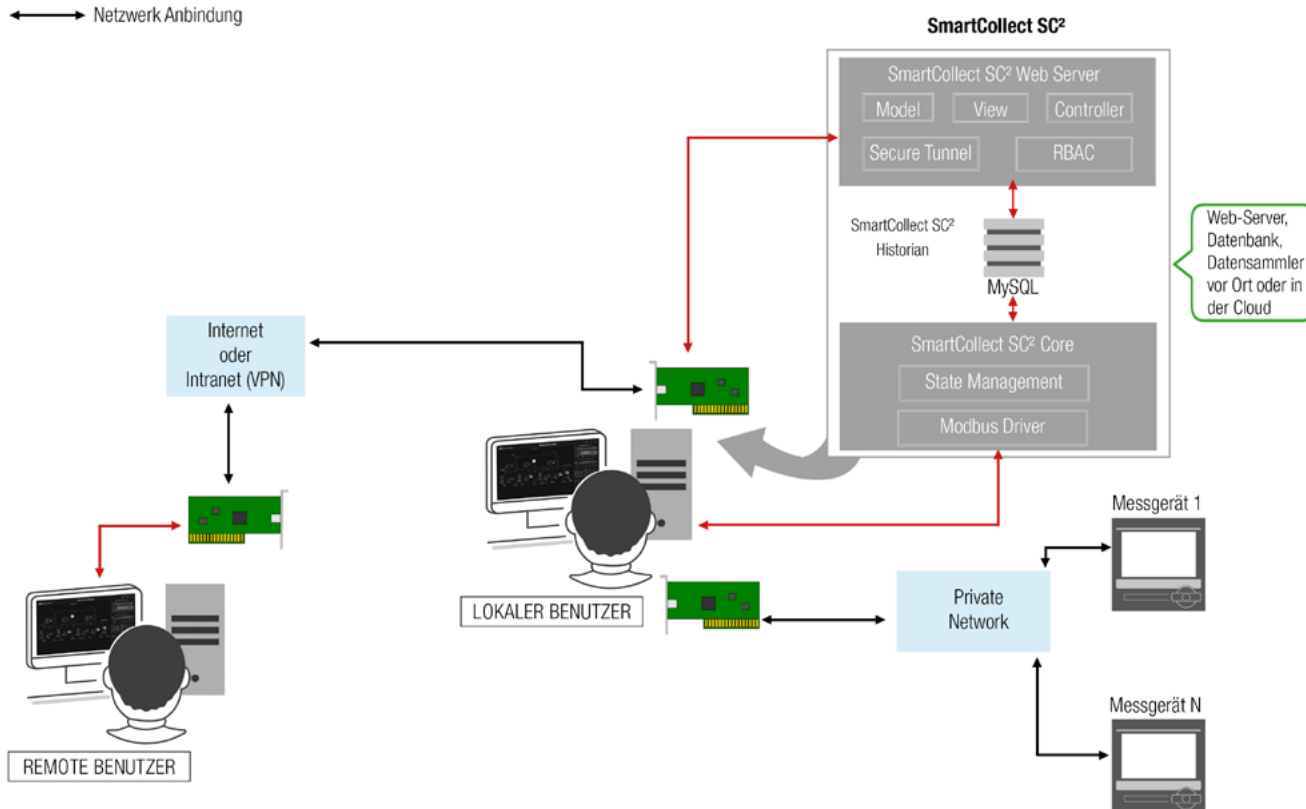 Netzwerk Anbindung
SmartCollect SC²
SmartCollect SC² Web Server
Model
View
Controller
Secure Tunnel
RBAC
SmartCollect SC²
Historian
MySQL
Web-Server,
Datenbank,
Datensammler
vor Ort oder in
der Cloud
SmartCollect SC² Core
State Management
Modbus Driver
Internet
oder
Intranet (VPN)
LOKALER BENUTZER
Private
Network
Messgerät 1
Messgerät N
REMOTE BENUTZER